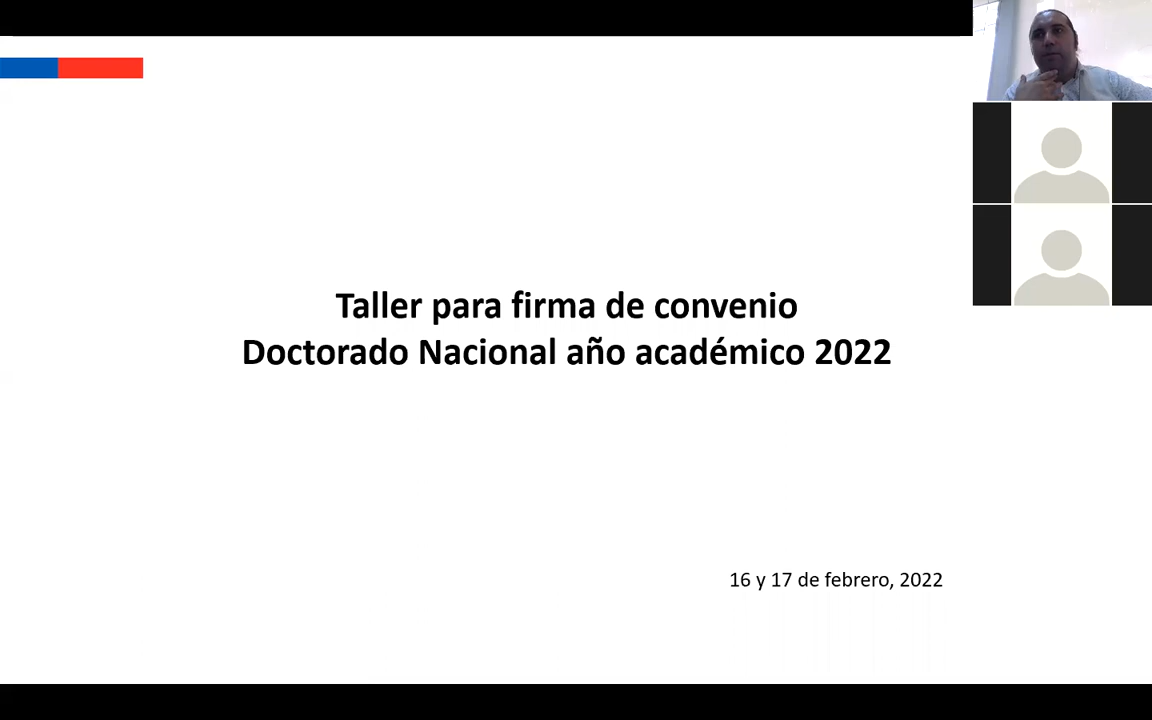 Taller para firma de convenio
Doctorado Nacional año académico 2022
16 y 17 de febrero, 2022